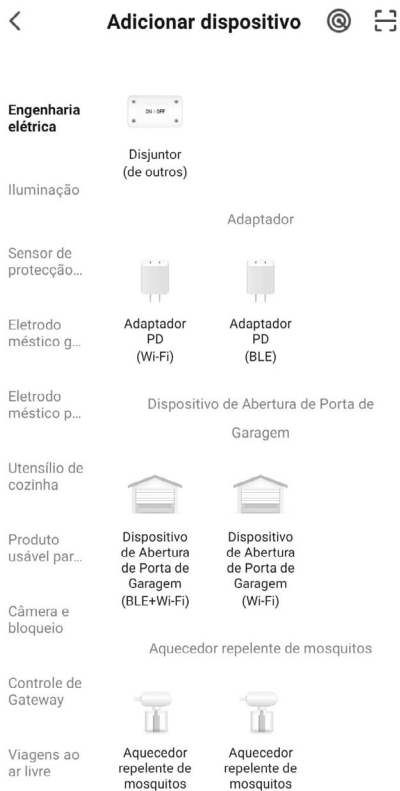 Adicionar dispositivo
Engenharia
elétrica
Iluminação
Sensor de
protecção...
Eletrodo
méstico g...
Eletrodo
méstico p...
Utensílio de
cozinha
Produto
usável par...
Câmera e
bloqueio
Controle de
Gateway
Viagens ao
ar livre
ON / OFF
Disjuntor
(de outros)
Adaptador
Adaptador
PD
(Wi-Fi)
Adaptador
PD
(BLE)
Dispositivo de Abertura de Porta de
Garagem
Dispositivo
de Abertura
de Porta de
Garagem
(BLE+Wi-Fi)
Dispositivo
de Abertura
de Porta de
Garagem
(Wi-Fi)
Aquecedor repelente de mosquitos
Aquecedor
repelente de
mosquitos
Aquecedor
repelente de
mosquitos